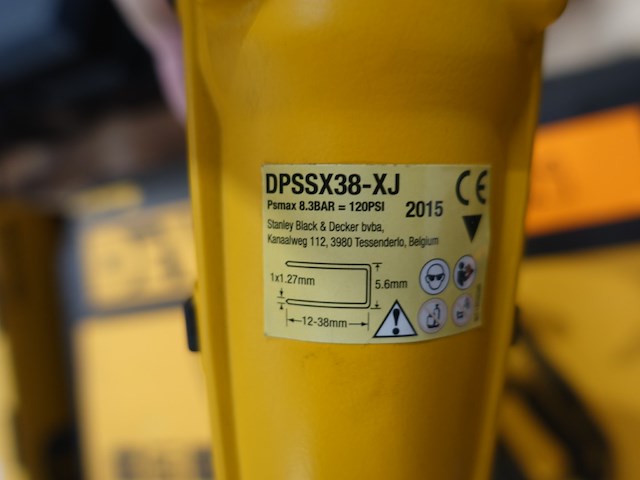 DPSSX38-XJ
CE
Psmax 8.3BAR = 120PSI
2015
Stanley Black & Decker bvba,
Kanaalweg 112, 3980 Tessenderlo, Belgium
1x1.27mm
5.6mm
12-38mm